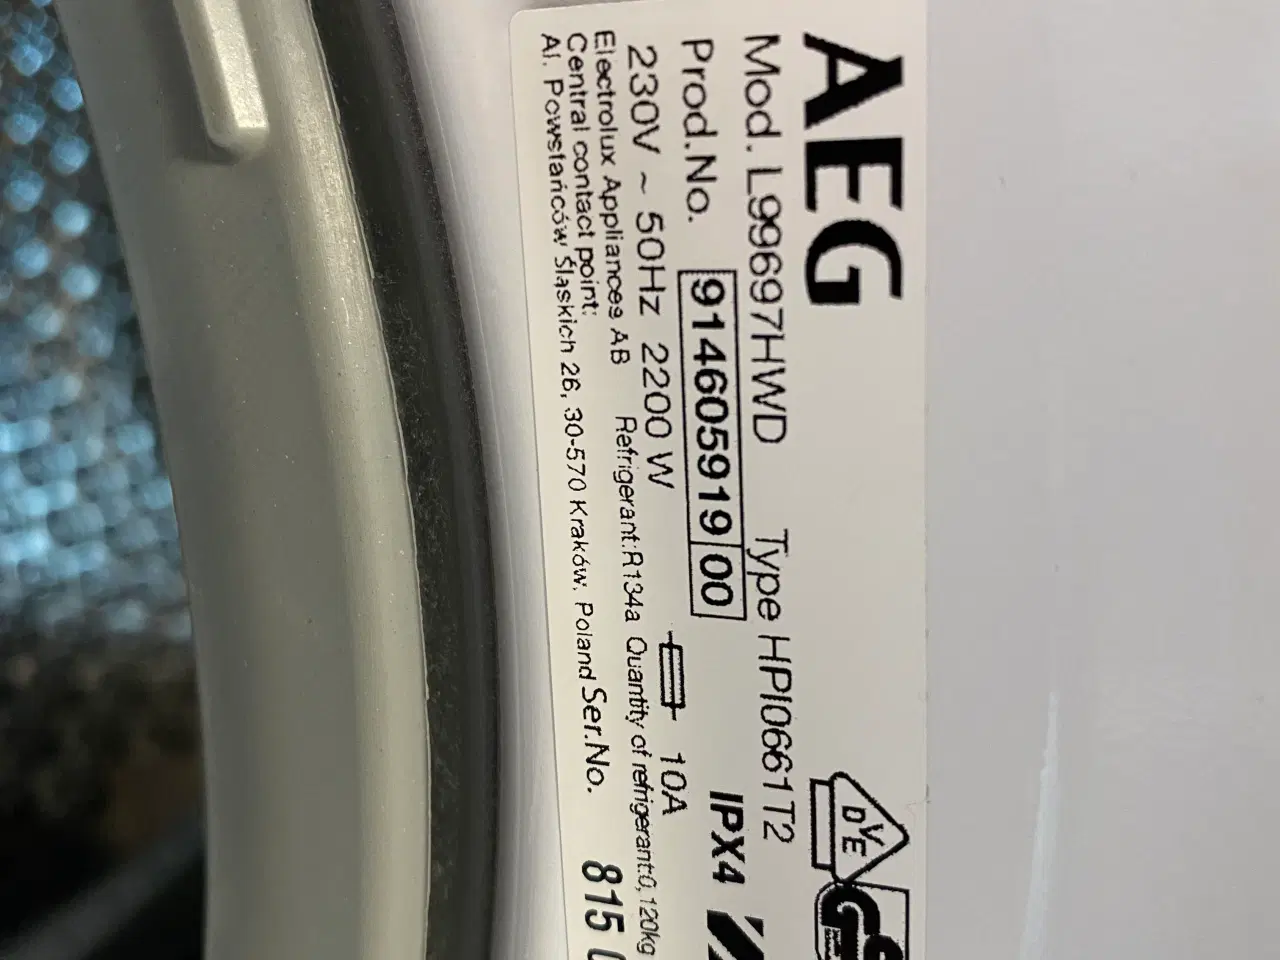 AEG
Mod. L99697HWD Type HPI0661T2
DVE
GS
Prod.No. 914605919 00 IPX4
230V ~ 50Hz 2200 W 10A
Electrolux Appliances AB Refrigerant:R134a Quantity of refrigerant:0,120kg
Central contact point:
Al. Powstańców Śląskich 26, 30-570 Kraków, Poland Ser.No. 815